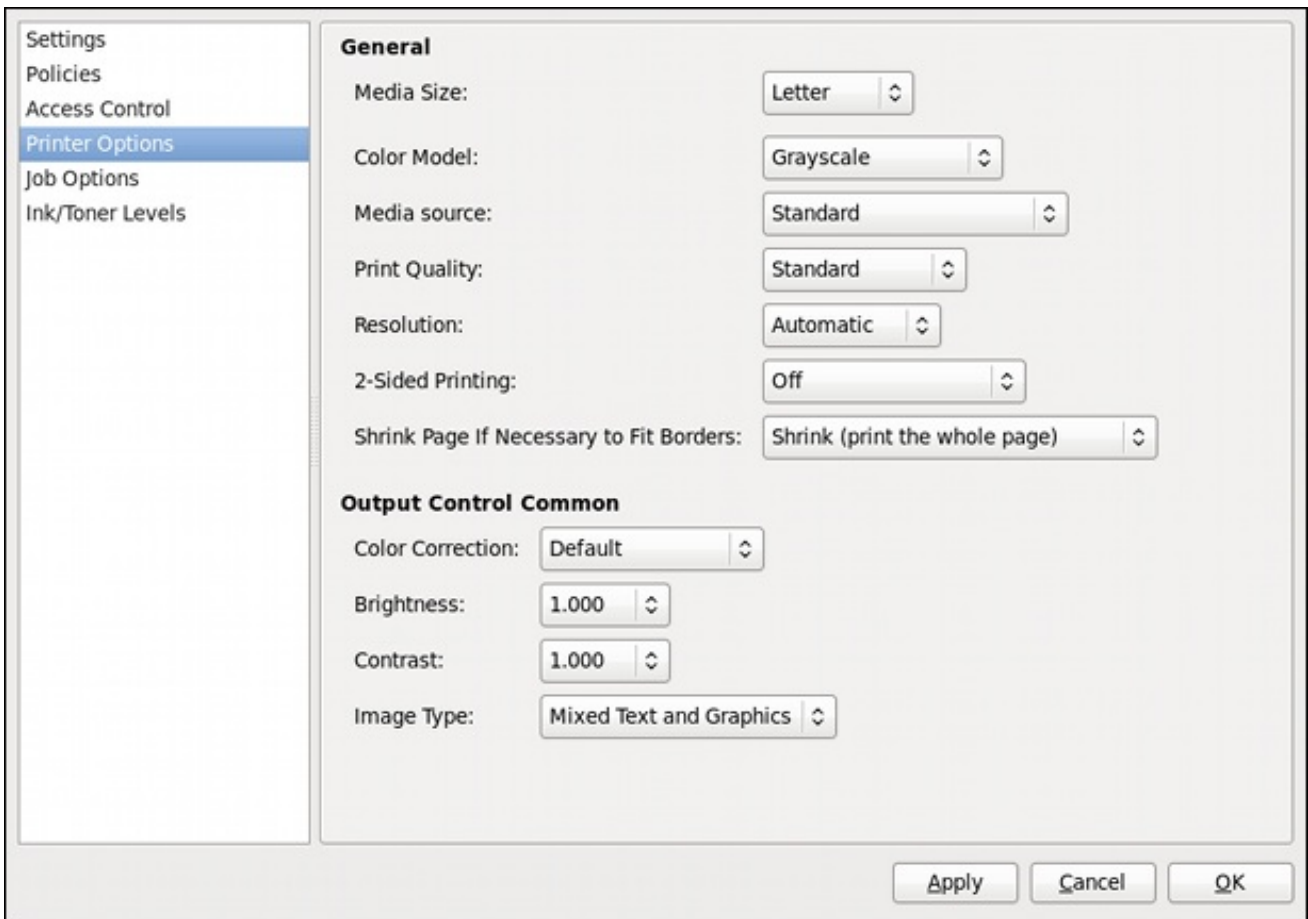 Settings
Policies
Access Control
Printer Options
Job Options
Ink/Toner Levels
General
Media Size: Letter
Color Model: Grayscale
Media source: Standard
Print Quality: Standard
Resolution: Automatic
2-Sided Printing: Off
Shrink Page If Necessary to Fit Borders: Shrink (print the whole page)
Output Control Common
Color Correction: Default
Brightness: 1.000
Contrast: 1.000
Image Type: Mixed Text and Graphics
Apply Cancel OK